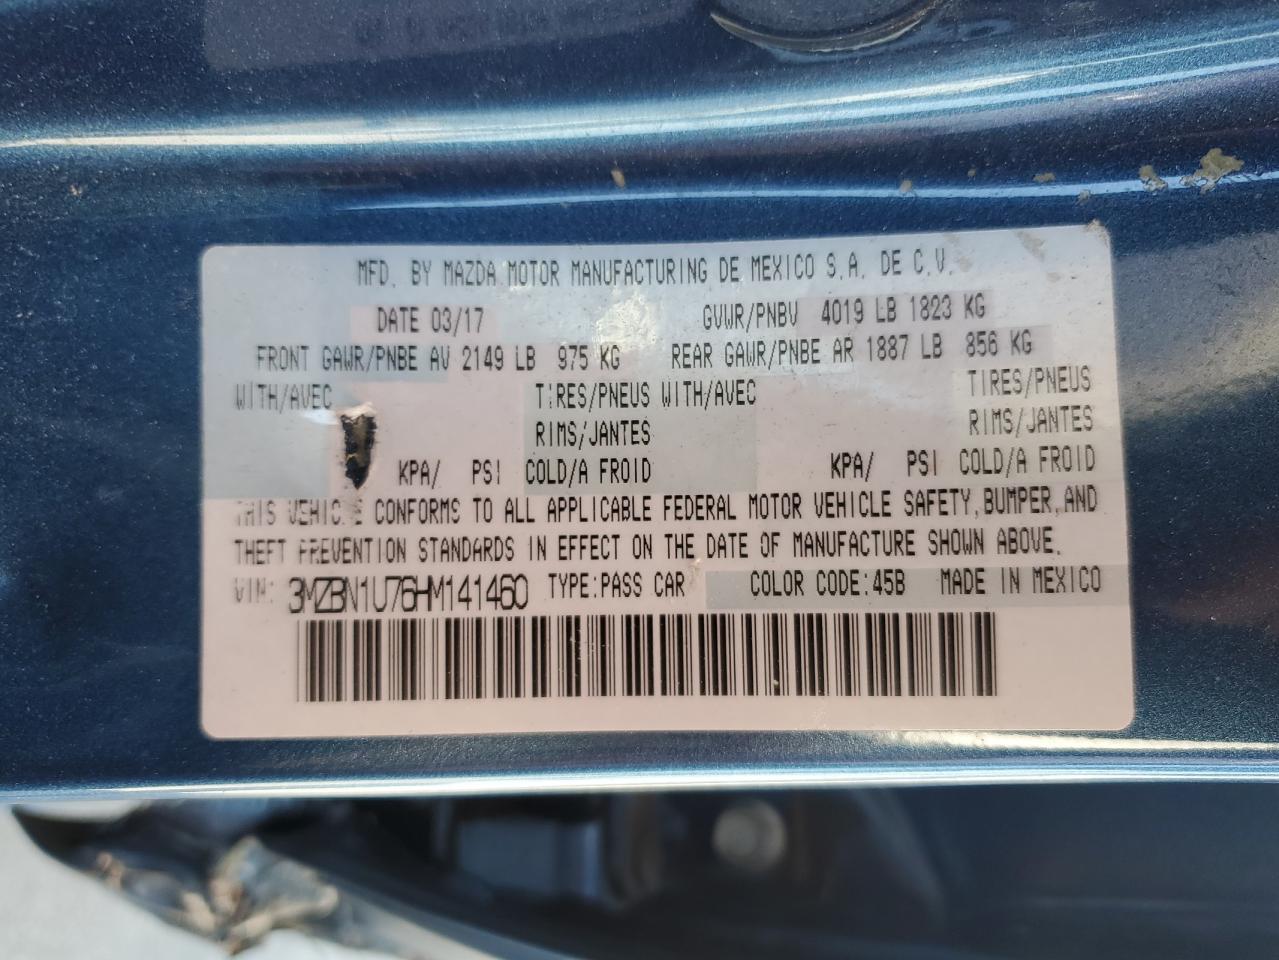 MFD. BY MAZDA MOTOR MANUFACTURING DE MEXICO S.A. DE C.V.
DATE 03/17 GVWR/PNBV 4019 LB 1823 KG
FRONT GAWR/PNBE AV 2149 LB 975 KG REAR GAWR/PNBE AR 1887 LB 856 KG
WITH/AVEC TIRES/PNEUS WITH/AVEC TIRES/PNEUS
RIMS/JANTES RIMS/JANTES
KPA/ PSI COLD/A FROID KPA/ PSI COLD/A FROID
THIS VEHICLE CONFORMS TO ALL APPLICABLE FEDERAL MOTOR VEHICLE SAFETY, BUMPER, AND
THEFT PREVENTION STANDARDS IN EFFECT ON THE DATE OF MANUFACTURE SHOWN ABOVE.
VIN: 3MZBN1U76HM141460 TYPE:PASS CAR COLOR CODE:45B MADE IN MEXICO